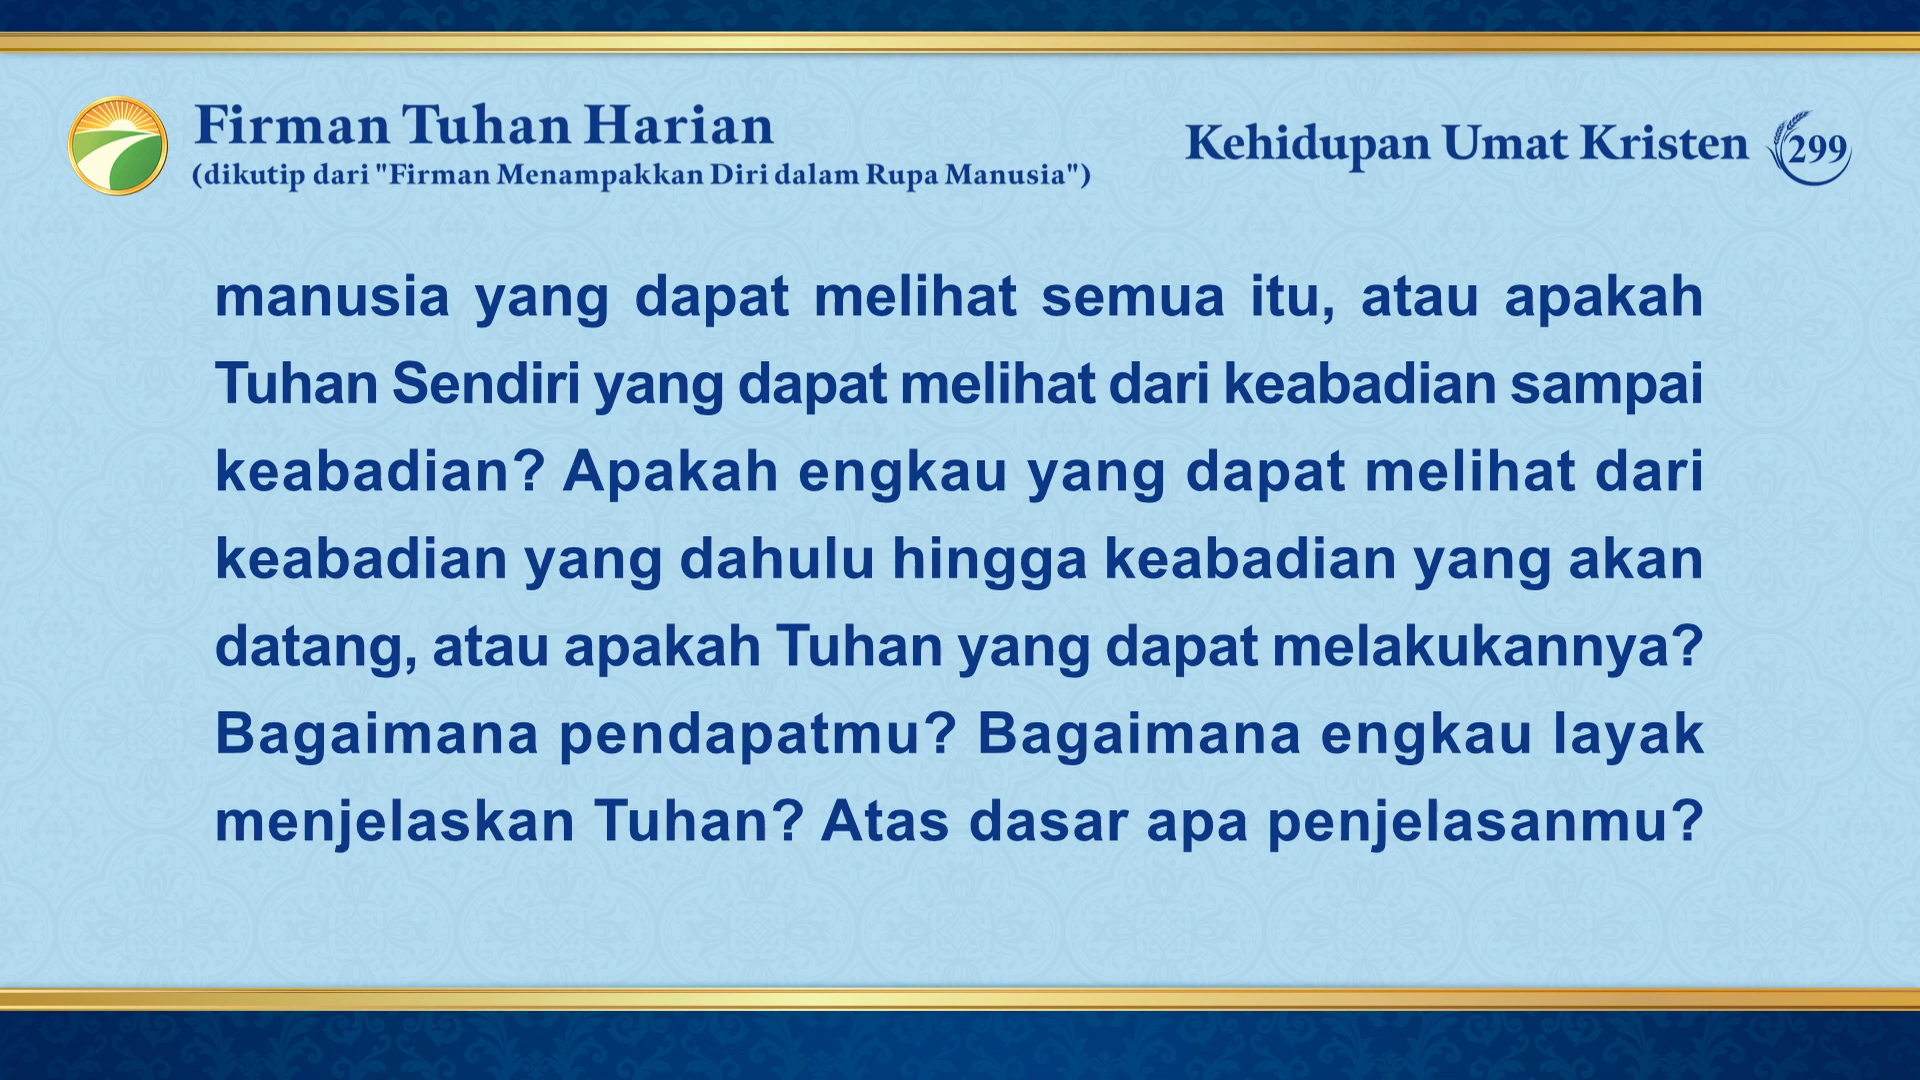 Firman Tuhan Harian
(dikutip dari "Firman Menampakkan Diri dalam Rupa Manusia")
Kehidupan Umat Kristen 299
manusia yang dapat melihat semua itu, atau apakah
Tuhan Sendiri yang dapat melihat dari keabadian sampai
keabadian? Apakah engkau yang dapat melihat dari
keabadian yang dahulu hingga keabadian yang akan
datang, atau apakah Tuhan yang dapat melakukannya?
Bagaimana pendapatmu? Bagaimana engkau layak
menjelaskan Tuhan? Atas dasar apa penjelasanmu?